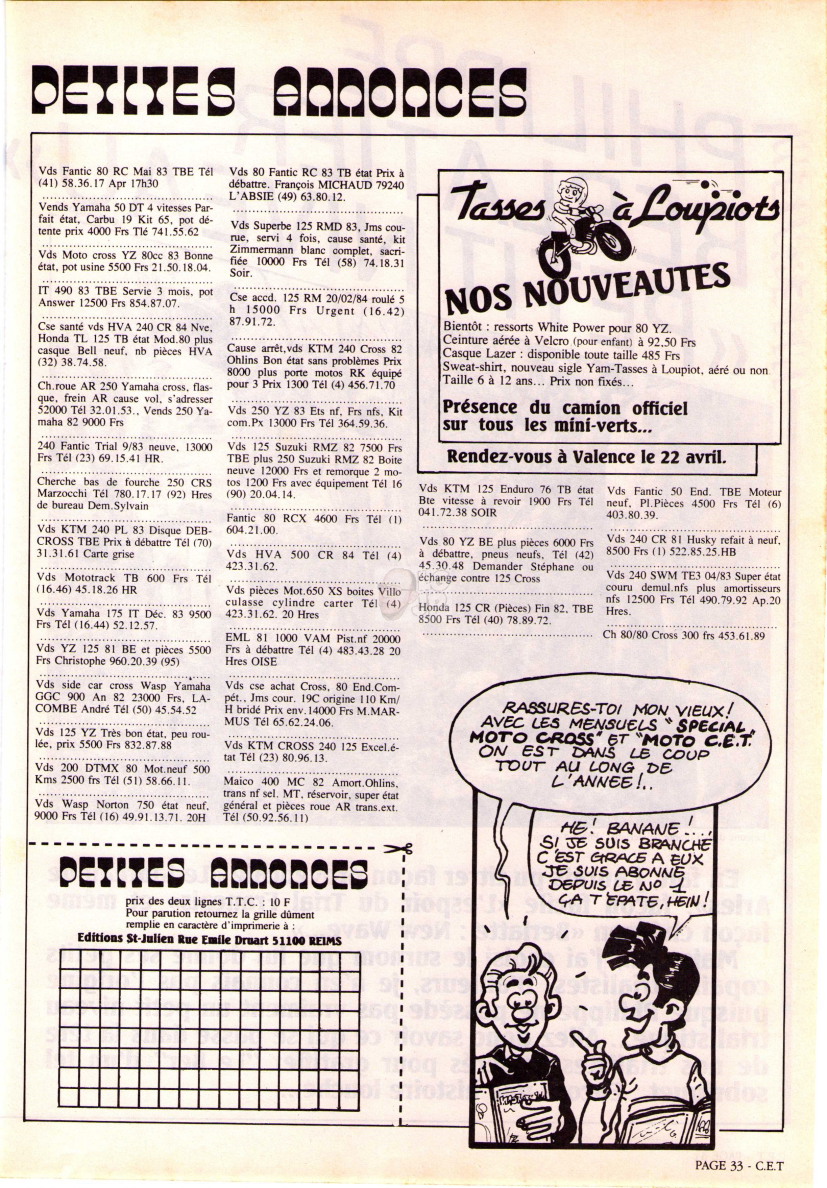 PETITES ANNONCES
Vds Fantic 80 RC Mai 83 TBE Tél
(41) 58.36.17 Apr 17h30
Vends Yamaha 50 DT 4 vitesses Par-
fait état, Carbu 19 Kit 65, pot dé-
tente prix 4000 Frs Tlé 741.55.62
Vds Moto cross YZ 80cc 83 Bonne
état, pot usine 5500 Frs 21.50.18.04.
IT 490 83 TBE Servie 3 mois, pot
Answer 12500 Frs 854.87.07.
Cse santé vds HVA 240 CR 84 Nve,
Honda TL 125 TB état Mod.80 plus
casque Bell neuf, nb pièces HVA
(32) 38.74.58.
Ch.roue AR 250 Yamaha cross, flas-
que, frein AR cause vol, s'adresser
52000 Tél 32.01.53., Vends 250 Ya-
maha 82 9000 Frs
240 Fantic Trial 9/83 neuve, 13000
Frs Tél (23) 69.15.41 HR.
Cherche bas de fourche 250 CRS
Marzocchi Tél 780.17.17 (92) Hres
de bureau Dem.Sylvain
Vds KTM 240 PL 83 Disque DEB-
CROSS TBE Prix à débattre Tél (70)
31.31.61 Carte grise
Vds Mototrack TB 600 Frs Tél
(16.46) 45.18.26 HR
Vds Yamaha 175 IT Déc. 83 9500
Frs Tél (16.44) 52.12.57.
Vds YZ 125 81 BE et pièces 5500
Frs Christophe 960.20.39 (95)
Vds side car cross Wasp Yamaha
GGC 900 An 82 23000 Frs, LA-
COMBE André Tél (50) 45.54.52
Vds 125 YZ Très bon état, peu rou-
lée, prix 5500 Frs 832.87.88
Vds 200 DTMX 80 Mot.neuf 500
Kms 2500 frs Tél (51) 58.66.11.
Vds Wasp Norton 750 état neuf,
9000 Frs Tél (16) 49.91.13.71. 20H
Vds 80 Fantic RC 83 TB état Prix à
débattre. François MICHAUD 79240
L'ABSIE (49) 63.80.12.
Vds Superbe 125 RMD 83, Jms cou-
rue, servi 4 fois, cause santé, kit
Zimmermann blanc complet, sacri-
fiée 10000 Frs Tél (58) 74.18.31
Soir.
Cse accd. 125 RM 20/02/84 roulé 5
h 15000 Frs Urgent (16.42)
87.91.72.
Cause arrêt,vds KTM 240 Cross 82
Ohlins Bon état sans problèmes Prix
8000 plus porte motos RK équipé
pour 3 Prix 1300 Tél (4) 456.71.70
Vds 250 YZ 83 Ets nf, Frs nfs, Kit
com.Px 13000 Frs Tél 364.59.36.
Vds 125 Suzuki RMZ 82 7500 Frs
TBE plus 250 Suzuki RMZ 82 Boite
neuve 12000 Frs et remorque 2 mo-
tos 1200 Frs avec équipement Tél 16
(90) 20.04.14.
Fantic 80 RCX 4600 Frs Tél (1)
604.21.00.
Vds HVA 500 CR 84 Tél (4)
423.31.62.
Vds pièces Mot.650 XS boites Villo
culasse cylindre carter Tél (4)
423.31.62. 20 Hres
EML 81 1000 VAM Pist.nf 20000
Frs à débattre Tél (4) 483.43.28 20
Hres OISE
Vds cse achat Cross, 80 End.Com-
pét., Jms cour. 19C origine 110 Km/
H bridé Prix env.14000 Frs M.MAR-
MUS Tél 65.62.24.06.
Vds KTM CROSS 240 125 Excel.é-
tat Tél (23) 80.96.13.
Maico 400 MC 82 Amort.Ohlins,
trans nf sel. MT, réservoir, super état
général et pièces roue AR trans.ext.
Tél (50.92.56.11)
Tasses à Loupiots
NOS NOUVEAUTES
Bientôt : ressorts White Power pour 80 YZ.
Ceinture aérée à Velcro (pour enfant) à 92,50 Frs
Casque Lazer : disponible toute taille 485 Frs
Sweat-shirt, nouveau sigle Yam-Tasses à Loupiot, aéré ou non
Taille 6 à 12 ans... Prix non fixés...
Présence du camion officiel
sur tous les mini-verts...
Rendez-vous à Valence le 22 avril.
Vds KTM 125 Enduro 76 TB état
Bte vitesse à revoir 1900 Frs Tél
041.72.38 SOIR
Vds 80 YZ BE plus pièces 6000 Frs
à débattre, pneus neufs, Tél (42)
45.30.48 Demander Stéphane ou
échange contre 125 Cross
Honda 125 CR (Pièces) Fin 82, TBE
8500 Frs Tél (40) 78.89.72.
Vds Fantic 50 End. TBE Moteur
neuf, Pl.Pièces 4500 Frs Tél (6)
403.80.39.
Vds 240 CR 81 Husky refait à neuf,
8500 Frs (1) 522.85.25.HB
Vds 240 SWM TE3 04/83 Super état
couru demul.nfs plus amortisseurs
nfs 12500 Frs Tél 490.79.92 Ap.20
Hres.
Ch 80/80 Cross 300 frs 453.61.89
RASSURES-TOI MON VIEUX!
AVEC LES MENSUELS "SPECIAL
MOTO CROSS" ET "MOTO C.E.T."
ON EST DANS LE COUP
TOUT AU LONG DE
L'ANNEE!..
HE! BANANE!...,
SI JE SUIS BRANCHE
C'EST GRACE A EUX
JE SUIS ABONNE
DEPUIS LE N° 1
ÇA T'EPATE, HEIN!
PETITES ANNONCES
prix des deux lignes T.T.C. : 10 F
Pour parution retournez la grille dûment
remplie en caractère d'imprimerie à :
Editions St-Julien Rue Emile Druart 51100 REIMS
PAGE 33 - C.E.T